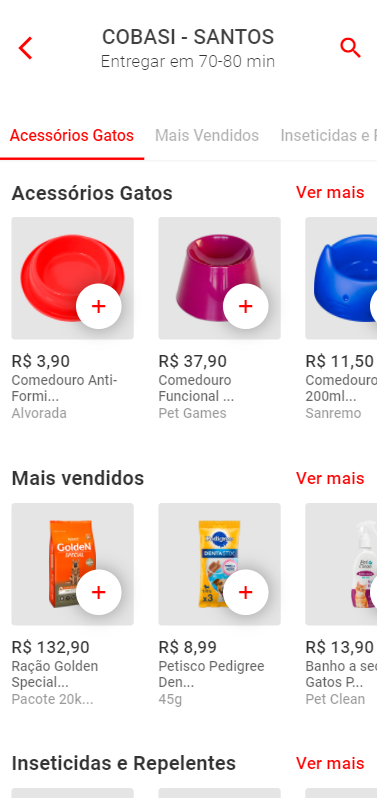 COBASI - SANTOS
Entregar em 70-80 min
Acessórios Gatos
Mais Vendidos
Inseticidas e
Acessórios Gatos
Ver mais
R$ 3,90
R$ 37,90
R$ 11,50
Comedouro Anti-
Formi...
Alvorada
Comedouro
Funcional ...
Pet Games
Comedouro
200ml...
Sanremo
Mais vendidos
Ver mais
GoldeN
SPECIAL
Pedigree
DENTASTIX
x3
R$ 132,90
R$ 8,99
R$ 13,90
Ração Golden
Special...
Pacote 20k...
Petisco Pedigree
Den...
45g
Banho a
Gatos P...
Pet Clean
Inseticidas e Repelentes
Ver mais